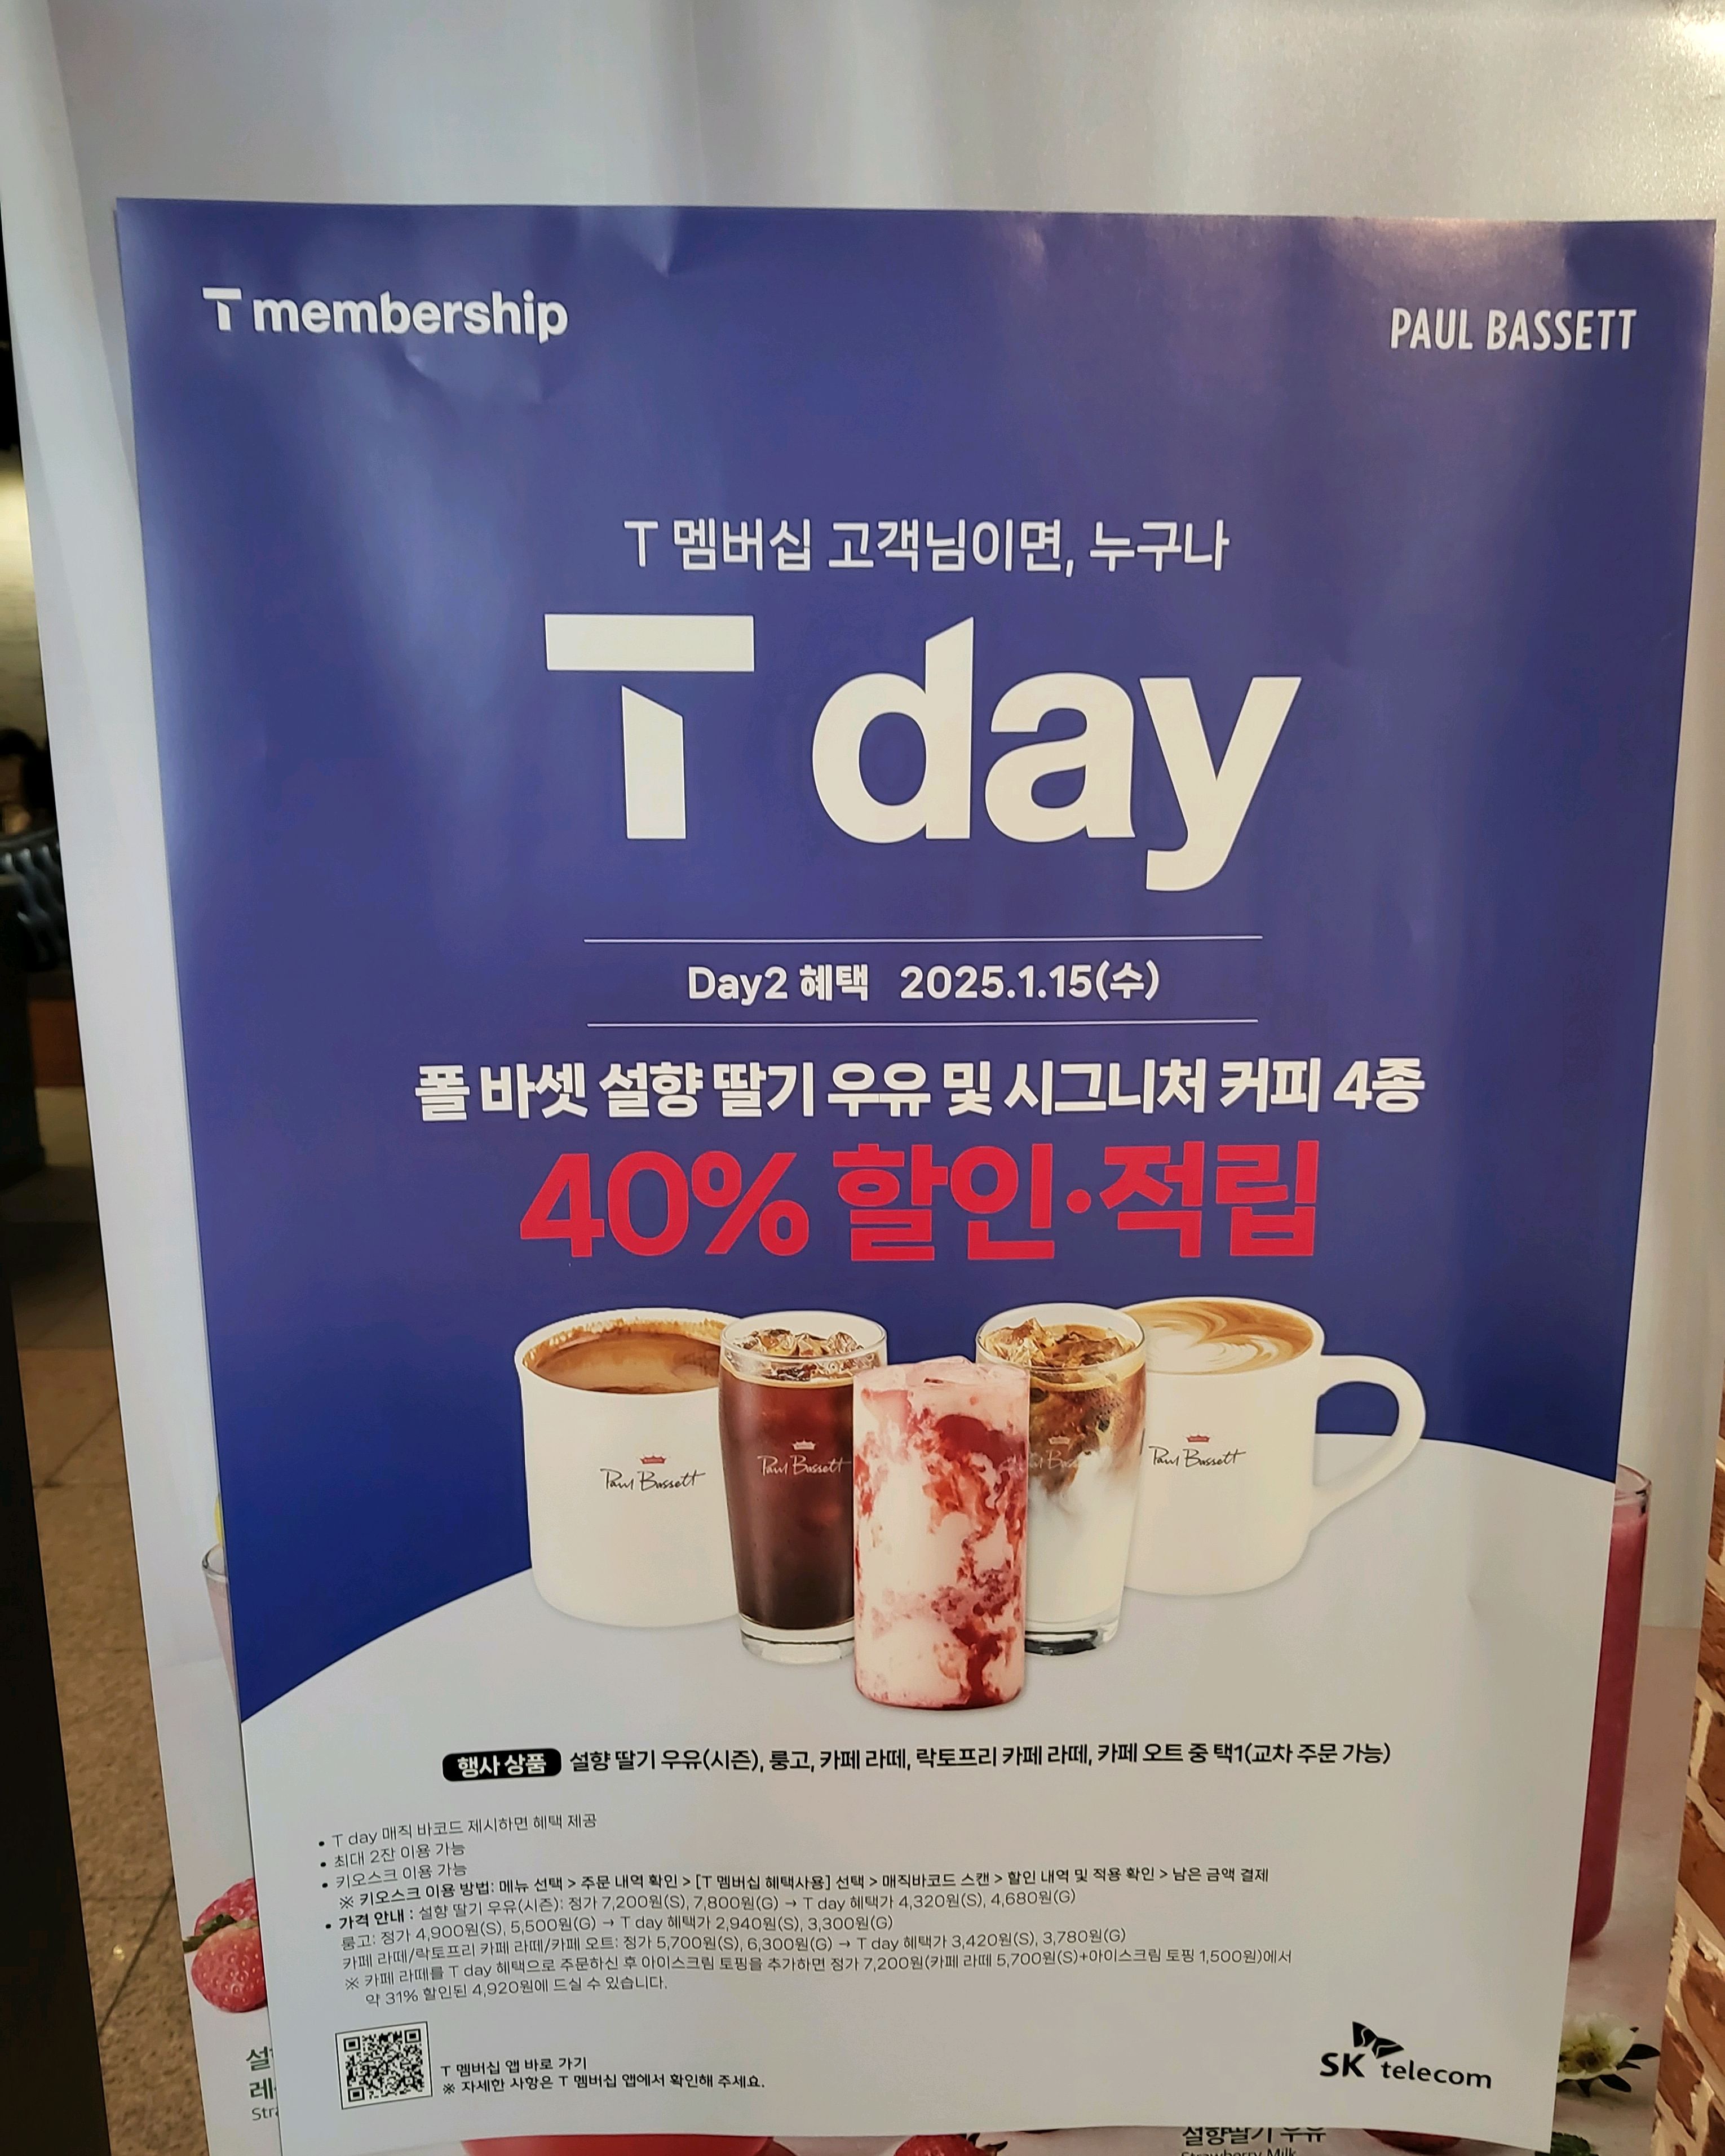 T membership
PAUL BASSETT
T 멤버십 고객님이면, 누구나
T day
Day2 혜택 2025.1.15(수)
폴 바셋 설향 딸기 우유 및 시그니처 커피 4종
40% 할인·적립
Paul Bassett
Paul Bassett
Paul Bassett
Paul Bassett
행사 상품 설향 딸기 우유(시즌), 룽고, 카페 라떼, 락토프리 카페 라떼, 카페 오트 중 택1(교차 주문 가능)
• T day 매직 바코드 제시하면 혜택 제공
• 최대 2잔 이용 가능
• 키오스크 이용 가능
※ 키오스크 이용 방법: 메뉴 선택 > 주문 내역 확인 > [T 멤버십 혜택사용] 선택 > 매직바코드 스캔 > 할인 내역 및 적용 확인 > 남은 금액 결제
• 가격 안내 : 설향 딸기 우유(시즌): 정가 7,200원(S), 7,800원(G) → T day 혜택가 4,320원(S), 4,680원(G)
룽고: 정가 4,900원(S), 5,500원(G) → T day 혜택가 2,940원(S), 3,300원(G)
카페 라떼/락토프리 카페 라떼/카페 오트: 정가 5,700원(S), 6,300원(G) → T day 혜택가 3,420원(S), 3,780원(G)
※ 카페 라떼를 T day 혜택으로 주문하신 후 아이스크림 토핑을 추가하면 정가 7,200원(카페 라떼 5,700원(S)+아이스크림 토핑 1,500원)에서
약 31% 할인된 4,920원에 드실 수 있습니다.
T 멤버십 앱 바로 가기
※ 자세한 사항은 T 멤버십 앱에서 확인해 주세요.
SK telecom
설향딸기 우유
Strawberry Milk